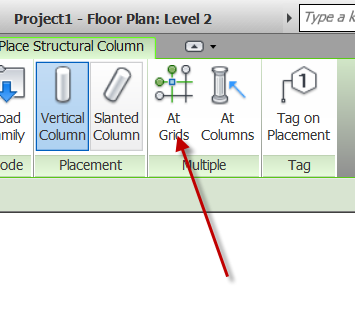 Project1 - Floor Plan: Level 2
Type a k
Place Structural Column
oad
amily
Vertical
Column
Slanted
Column
At
Grids
At
Columns
Tag on
Placement
1
ode
Placement
Multiple
Tag